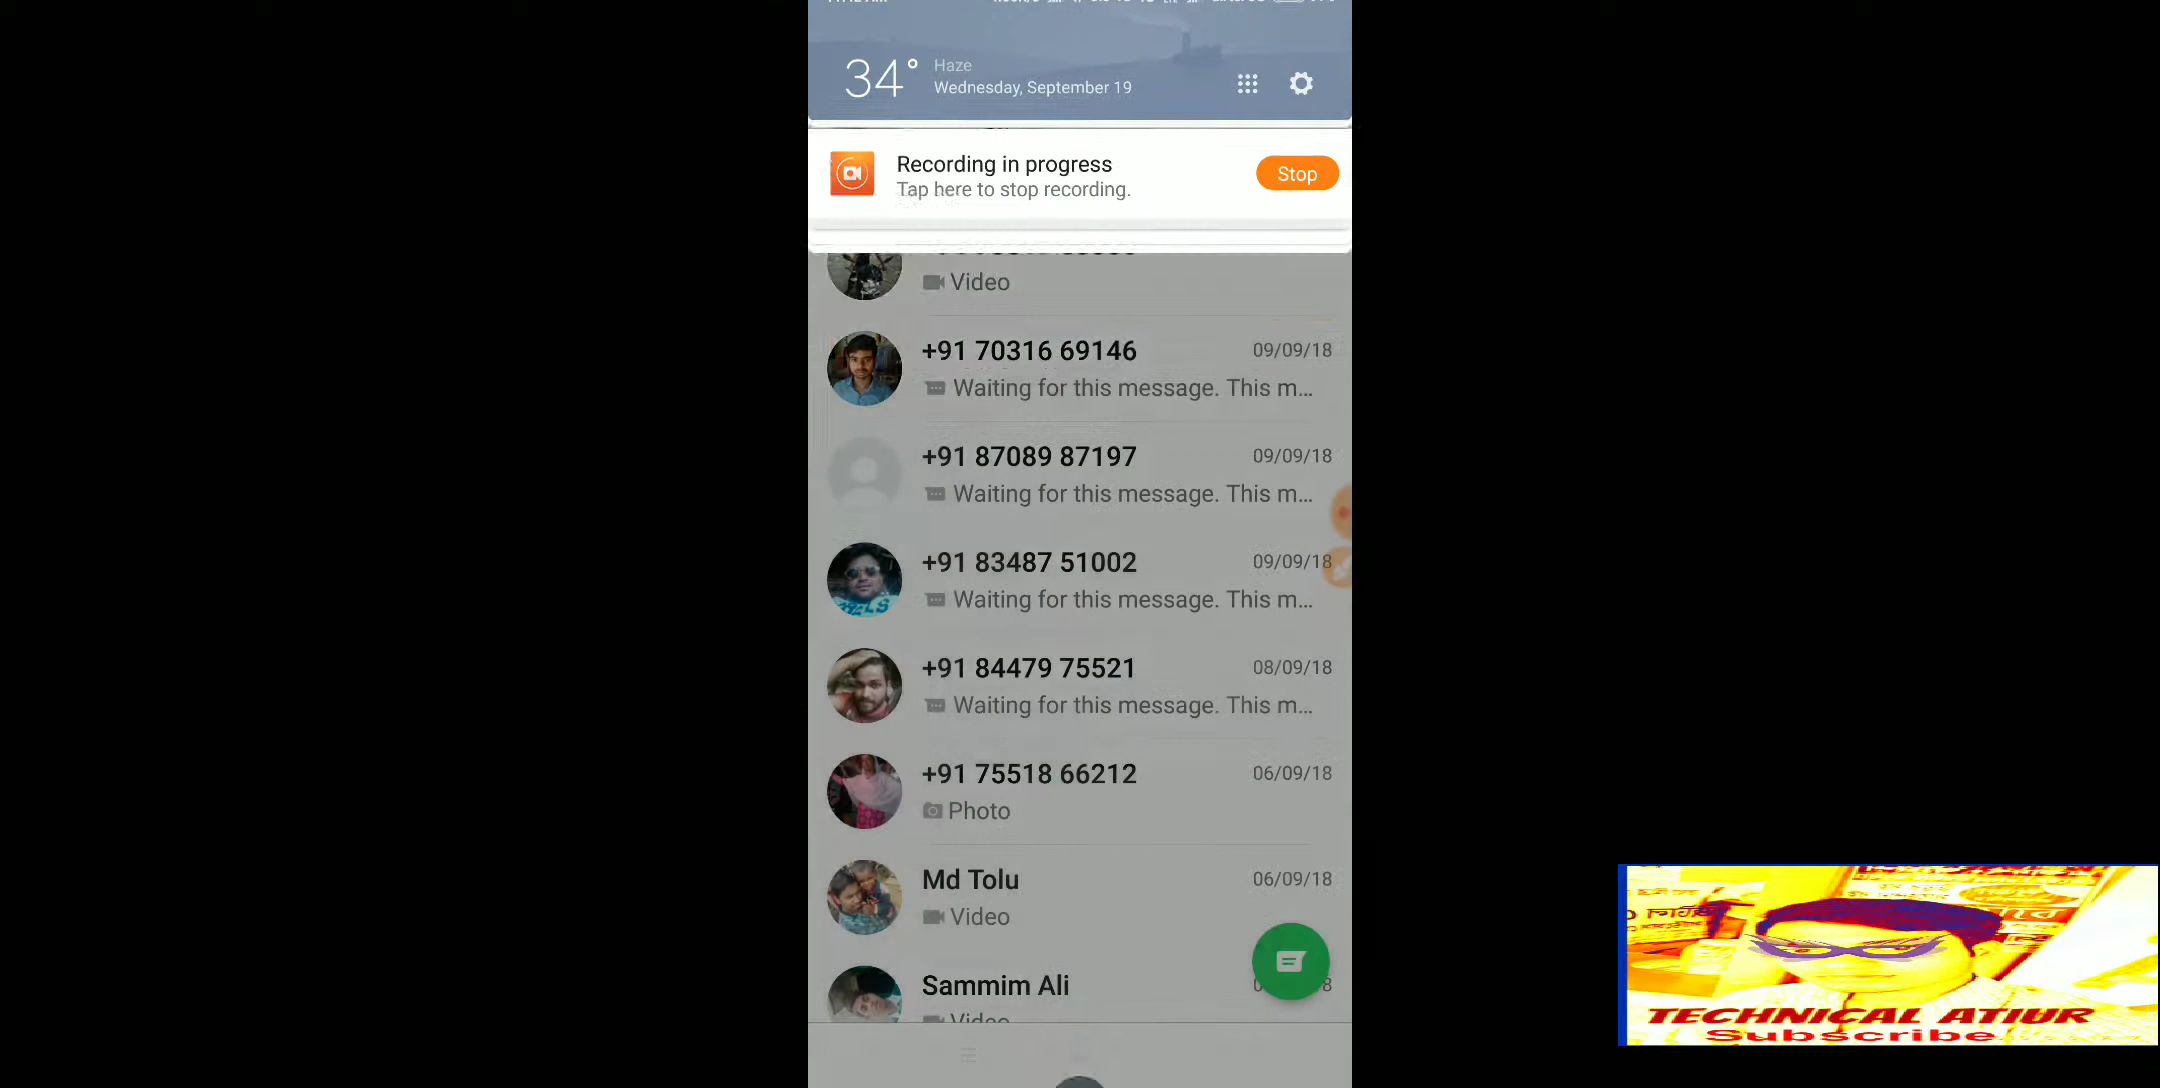 34°
Haze
Wednesday, September 19
Recording in progress
Tap here to stop recording.
Stop
Video
+91 70316 69146
09/09/18
Waiting for this message. This m...
+91 87089 87197
09/09/18
Waiting for this message. This m...
+91 83487 51002
09/09/18
Waiting for this message. This m...
+91 84479 75521
08/09/18
Waiting for this message. This m...
+91 75518 66212
06/09/18
Photo
Md Tolu
06/09/18
Video
Sammim Ali
Video
TECHNICAL ATIUR
Subscribe